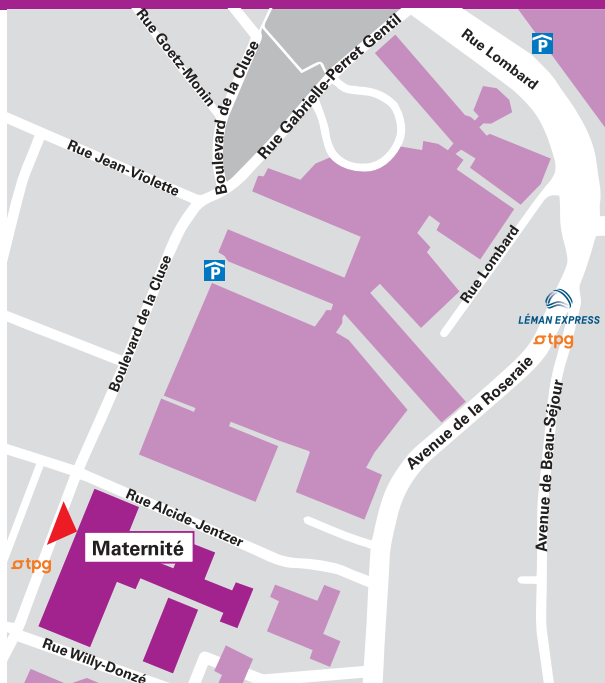 Rue Goetz-Monin
Boulevard de la Cluse
Rue Gabrielle-Perret Gentil
Rue Lombard
P
Rue Jean-Violette
P
Boulevard de la Cluse
Rue Lombard
LÉMAN EXPRESS
tpg
Avenue de la Roseraie
Avenue de Beau-Séjour
Rue Alcide-Jentzer
Maternité
tpg
Rue Willy-Donzé